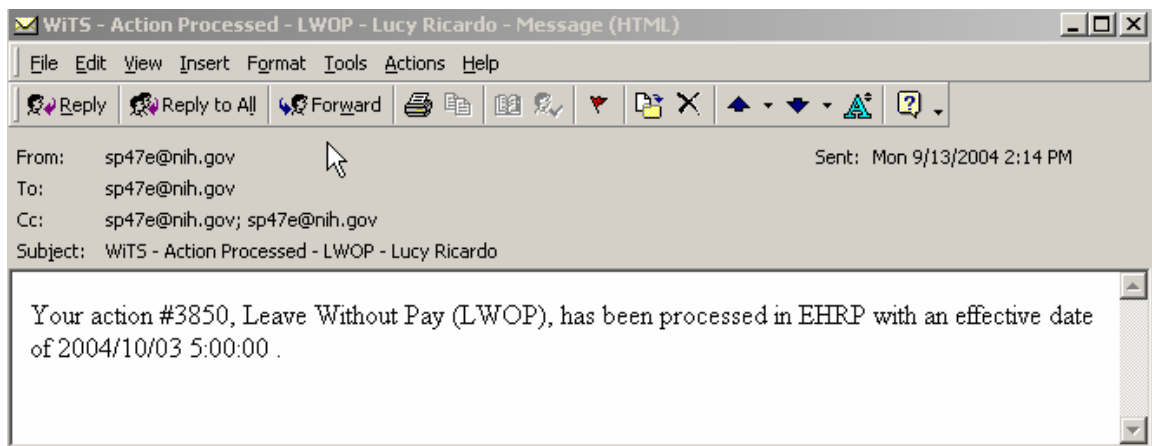 WiTS - Action Processed - LWOP - Lucy Ricardo - Message (HTML)
File Edit View Insert Format Tools Actions Help
Reply Reply to All Forward
From: sp47e@nih.gov Sent: Mon 9/13/2004 2:14 PM
To: sp47e@nih.gov
Cc: sp47e@nih.gov; sp47e@nih.gov
Subject: WiTS - Action Processed - LWOP - Lucy Ricardo
Your action #3850, Leave Without Pay (LWOP), has been processed in EHRP with an effective date
of 2004/10/03 5:00:00 .